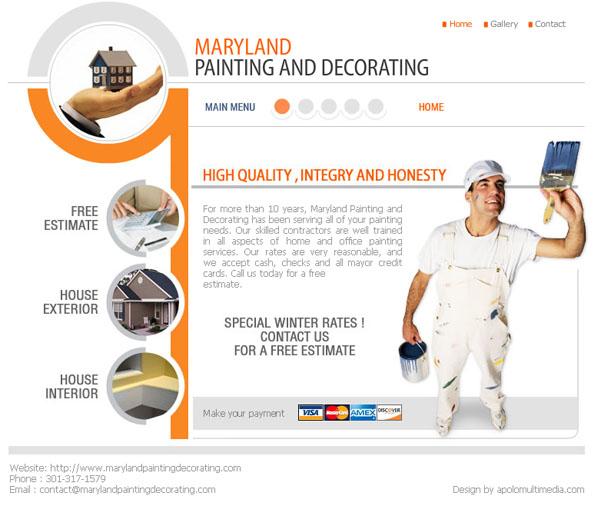 Home Gallery Contact
MARYLAND
PAINTING AND DECORATING
MAIN MENU HOME
HIGH QUALITY , INTEGRY AND HONESTY
FREE
ESTIMATE
For more than 10 years, Maryland Painting and
Decorating has been serving all of your painting
needs. Our skilled contractors are well trained
in all aspects of home and office painting
services. Our rates are very reasonable, and
we accept cash, checks and all mayor credit
cards. Call us today for a free
estimate.
HOUSE
EXTERIOR
SPECIAL WINTER RATES !
CONTACT US
FOR A FREE ESTIMATE
HOUSE
INTERIOR
Make your payment VISA MasterCard AMEX DISCOVER
Website: http://www.marylandpaintingdecorating.com
Phone : 301-317-1579
Email : contact@marylandpaintingdecorating.com Design by apolomultimedia.com